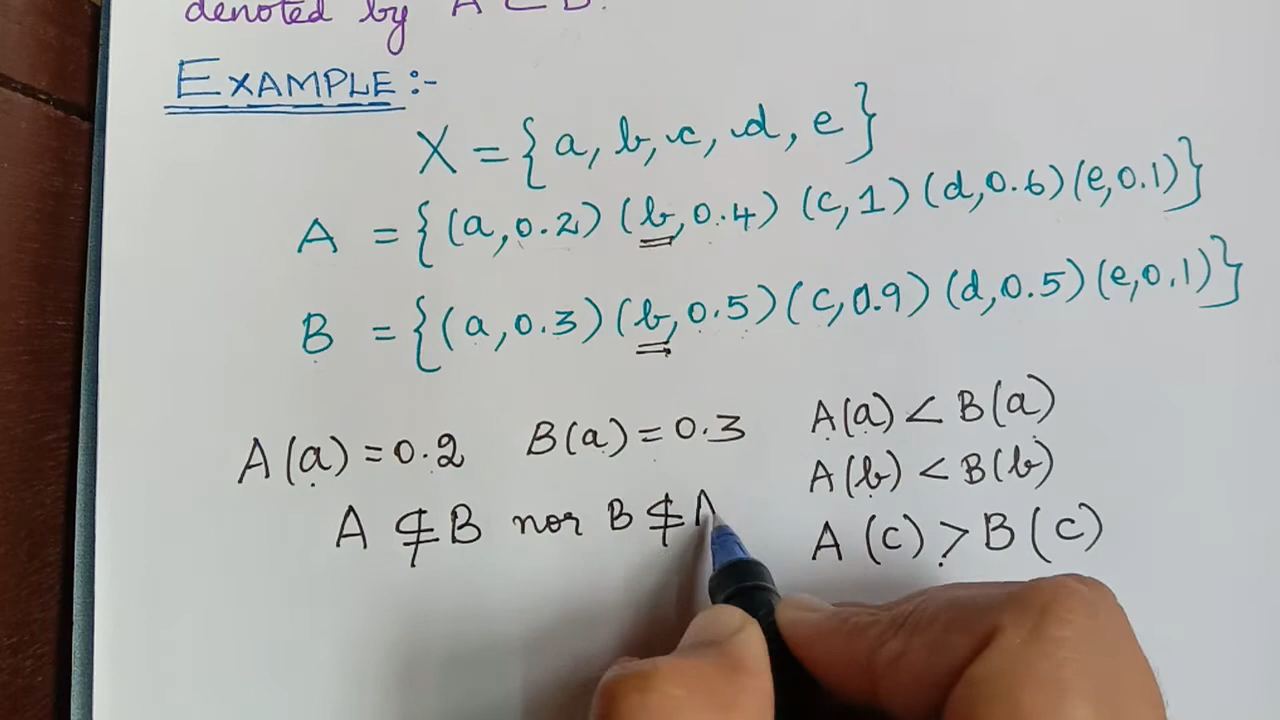 denoted by A ⊂ B.
EXAMPLE :-
X = {a, b, c, d, e}
A = {(a,0.2) (b,0.4) (c,1) (d,0.6) (e,0.1)}
B = {(a,0.3) (b,0.5) (c,0.9) (d,0.5) (e,0.1)}
A(a) = 0.2 B(a) = 0.3 A(a) < B(a)
A(b) < B(b)
A ⊈ B nor B ⊈ A
A(c) > B(c)